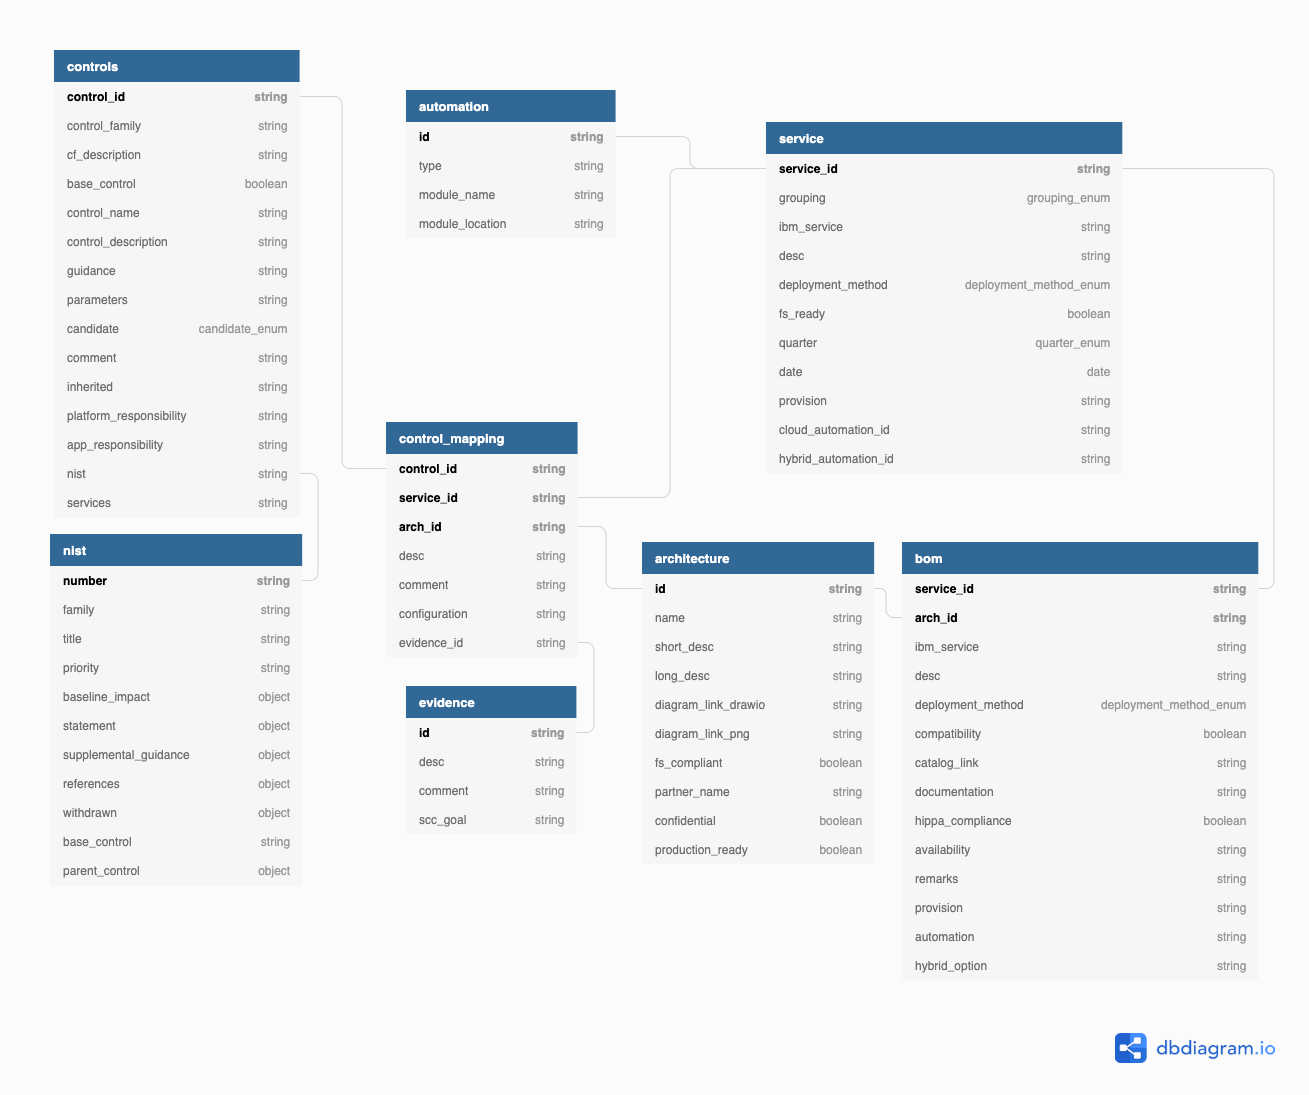 controls
control_id string
control_family string
cf_description string
base_control boolean
control_name string
control_description string
guidance string
parameters string
candidate candidate_enum
comment string
inherited string
platform_responsibility string
app_responsibility string
nist string
services string
nist
number string
family string
title string
priority string
baseline_impact object
statement object
supplemental_guidance object
references object
withdrawn object
base_control string
parent_control object
automation
id string
type string
module_name string
module_location string
control_mapping
control_id string
service_id string
arch_id string
desc string
comment string
configuration string
evidence_id string
evidence
id string
desc string
comment string
scc_goal string
service
service_id string
grouping grouping_enum
ibm_service string
desc string
deployment_method deployment_method_enum
fs_ready boolean
quarter quarter_enum
date date
provision string
cloud_automation_id string
hybrid_automation_id string
architecture
id string
name string
short_desc string
long_desc string
diagram_link_drawio string
diagram_link_png string
fs_compliant boolean
partner_name string
confidential boolean
production_ready boolean
bom
service_id string
arch_id string
ibm_service string
desc string
deployment_method deployment_method_enum
compatibility boolean
catalog_link string
documentation string
hippa_compliance boolean
availability string
remarks string
provision string
automation string
hybrid_option string
dbdiagram.io